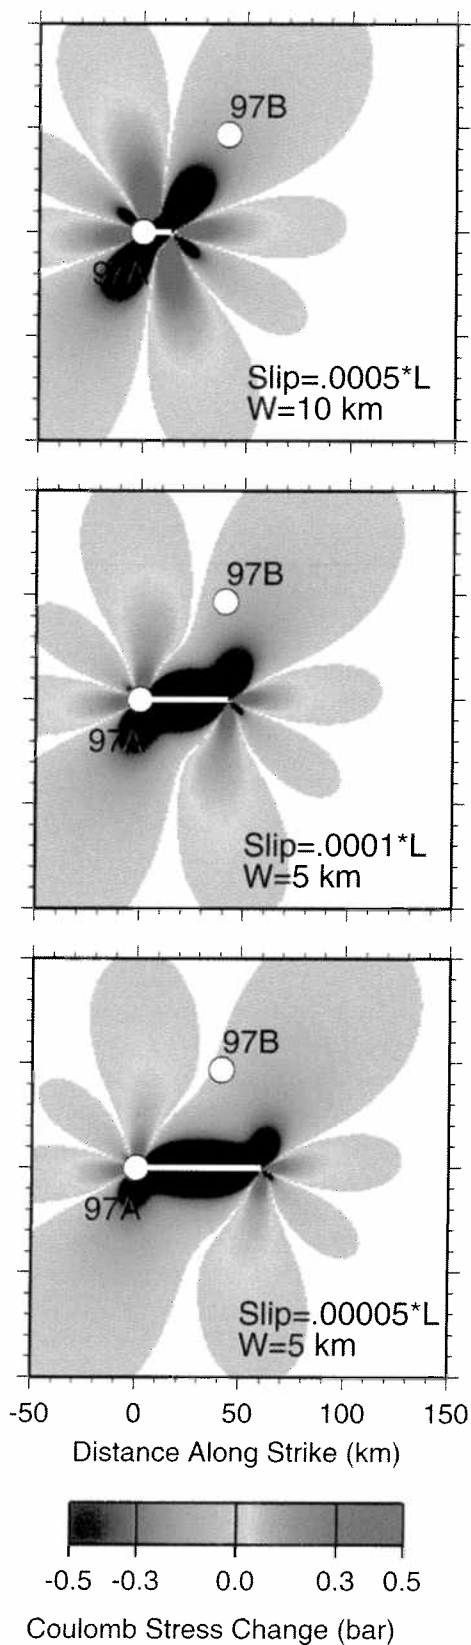 97B
97A
Slip=.0005*L
W=10 km
97B
97A
Slip=.0001*L
W=5 km
97B
97A
Slip=.00005*L
W=5 km
-50 0 50 100 150
Distance Along Strike (km)
-0.5 -0.3 0.0 0.3 0.5
Coulomb Stress Change (bar)